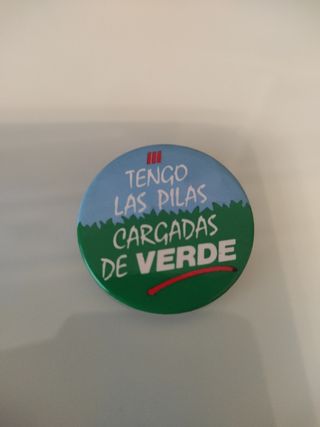 TENGO
LAS PILAS
CARGADAS
DE VERDE